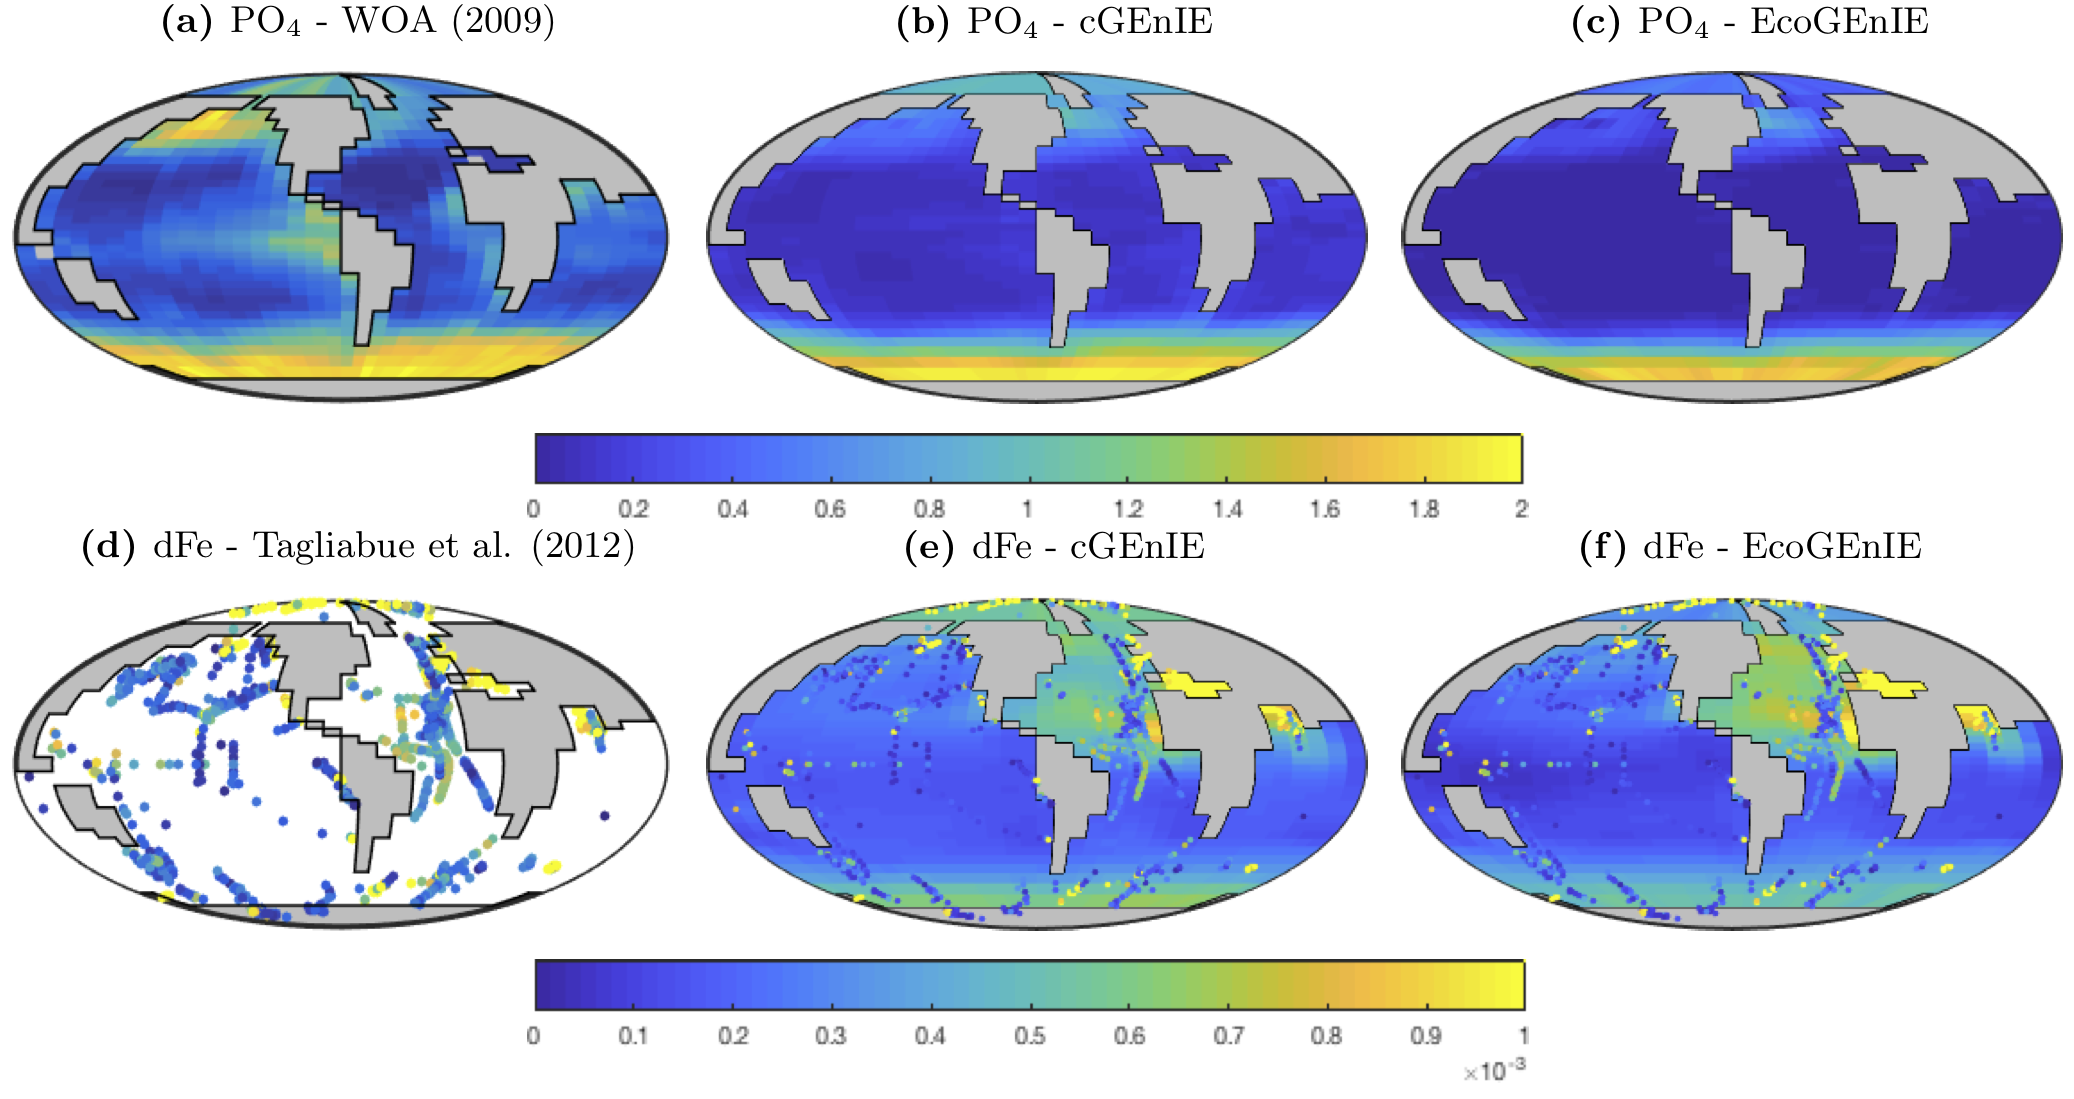 (a) PO₄ - WOA (2009)
(b) PO₄ - cGEnIE
(c) PO₄ - EcoGEnIE
0 0.2 0.4 0.6 0.8 1 1.2 1.4 1.6 1.8 2
(d) dFe - Tagliabue et al. (2012)
(e) dFe - cGEnIE
(f) dFe - EcoGEnIE
0 0.1 0.2 0.3 0.4 0.5 0.6 0.7 0.8 0.9 1
×10⁻³